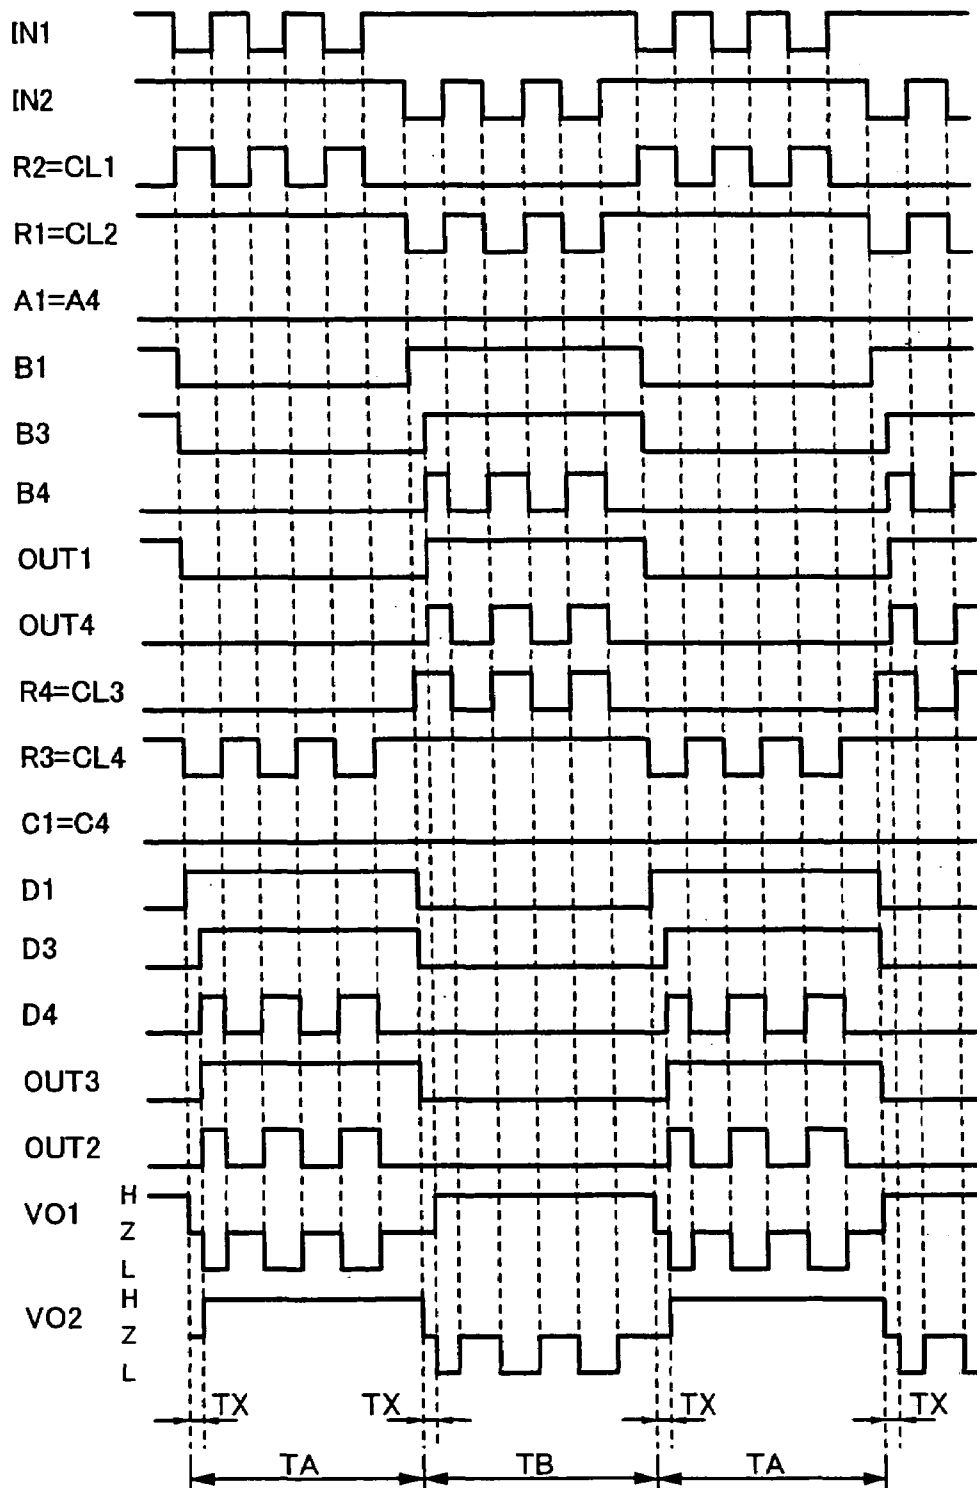 IN1
IN2
R2=CL1
R1=CL2
A1=A4
B1
B3
B4
OUT1
OUT4
R4=CL3
R3=CL4
C1=C4
D1
D3
D4
OUT3
OUT2
H
VO1 Z
L
H
VO2 Z
L
TX TX TX TX
TA TB TA